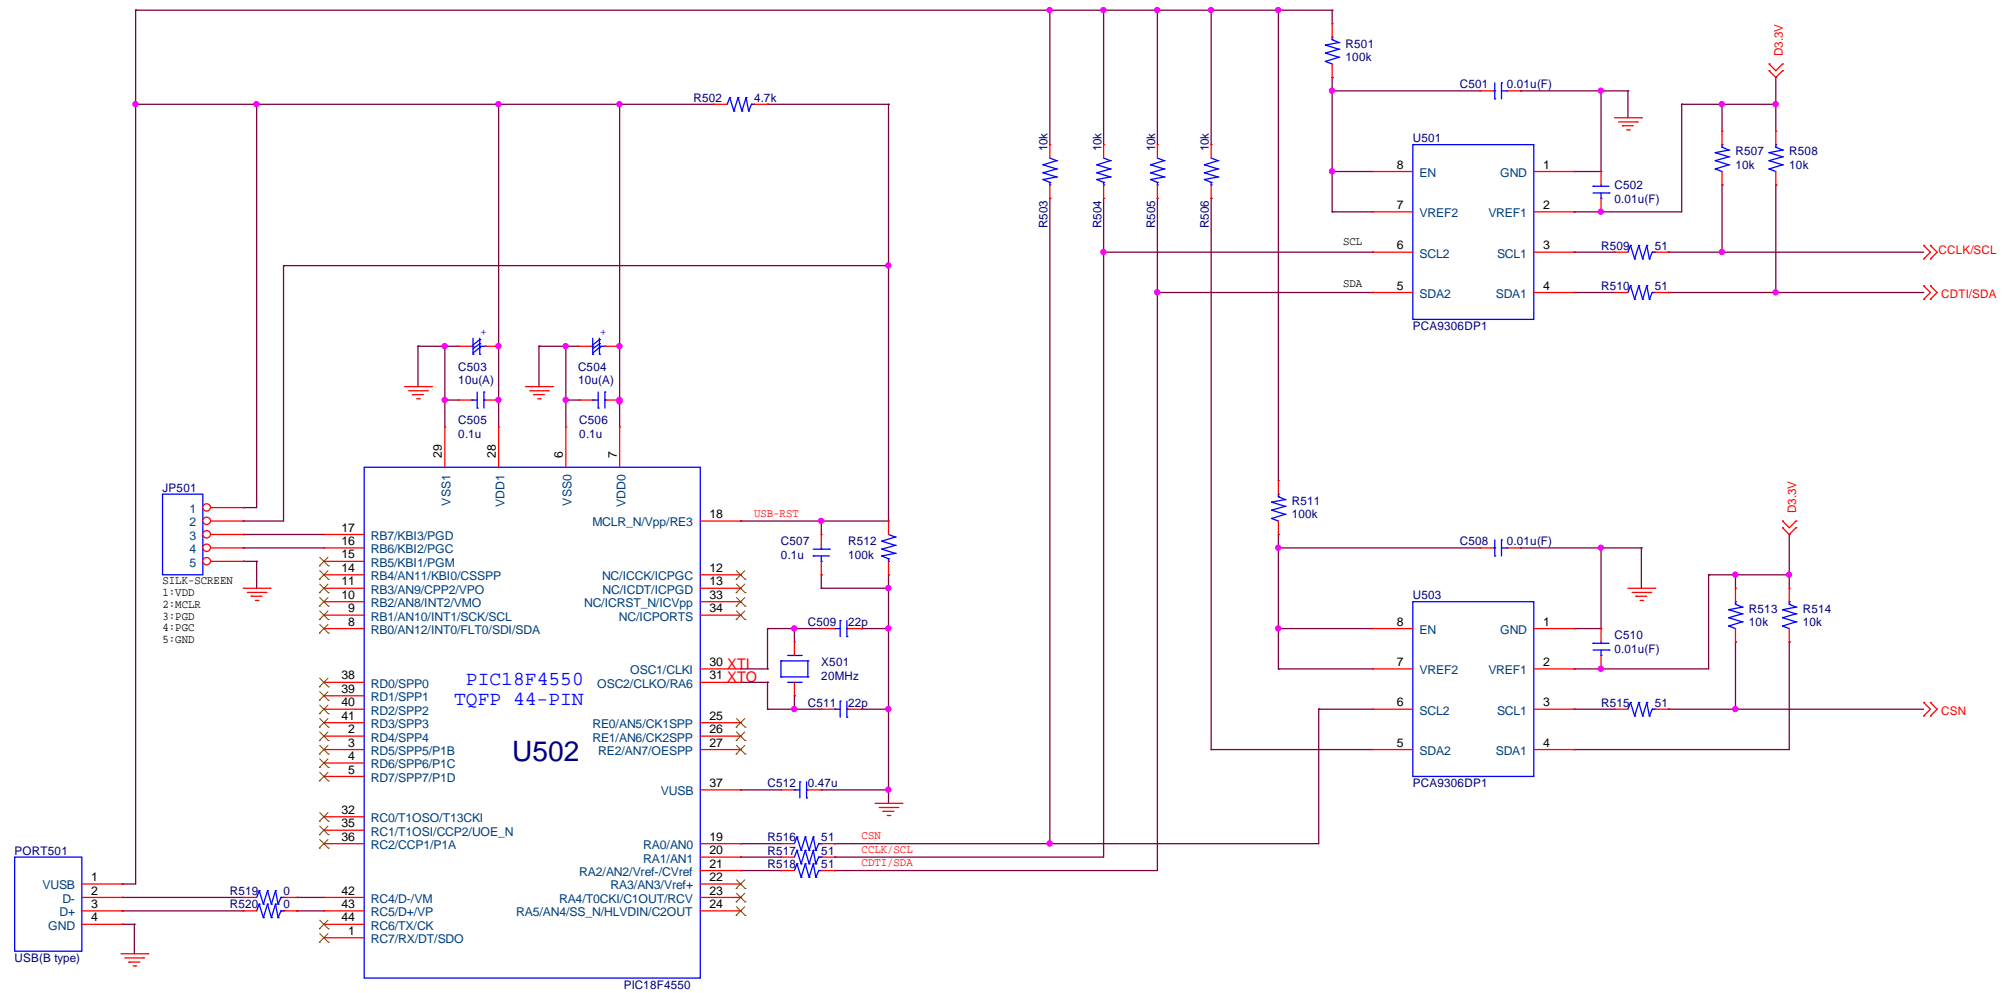 R501
100k
D3.3V
C501 0.01u(F)
R502 4.7k
10k
10k
10k
10k
R503
R504
R505
R506
U501
8 EN GND 1
7 VREF2 VREF1 2
SCL 6 SCL2 SCL1 3
SDA 5 SDA2 SDA1 4
PCA9306DP1
C502
0.01u(F)
R507
10k
R508
10k
R509 51
CCLK/SCL
R510 51
CDTI/SDA
+
C503
10u(A)
+
C504
10u(A)
C505
0.1u
C506
0.1u
29 28 6 7
VSS1 VDD1 VSS0 VDD0
JP501
1
2
3
4
5
SILK-SCREEN
1:VDD
2:MCLR
3:PGD
4:PGC
5:GND
17 RB7/KBI3/PGD
16 RB6/KBI2/PGC
15 RB5/KBI1/PGM
14 RB4/AN11/KBI0/CSSPP
11 RB3/AN9/CPP2/VPO
10 RB2/AN8/INT2/VMO
9 RB1/AN10/INT1/SCK/SCL
8 RB0/AN12/INT0/FLT0/SDI/SDA
38 RD0/SPP0
39 RD1/SPP1
40 RD2/SPP2
41 RD3/SPP3
2 RD4/SPP4
3 RD5/SPP5/P1B
4 RD6/SPP6/P1C
5 RD7/SPP7/P1D
32 RC0/T1OSO/T13CKI
35 RC1/T1OSI/CCP2/UOE_N
36 RC2/CCP1/P1A
42 RC4/D-/VM
43 RC5/D+/VP
44 RC6/TX/CK
1 RC7/RX/DT/SDO
PIC18F4550
TQFP 44-PIN
U502
MCLR_N/Vpp/RE3 18 USB-RST
NC/ICCK/ICPGC 12
NC/ICDT/ICPGD 13
NC/ICRST_N/ICVpp 33
NC/ICPORTS 34
OSC1/CLKI 30 XTI
OSC2/CLKO/RA6 31 XTO
RE0/AN5/CK1SPP 25
RE1/AN6/CK2SPP 26
RE2/AN7/OESPP 27
VUSB 37
RA0/AN0 19
RA1/AN1 20
RA2/AN2/Vref-/CVref 21
RA3/AN3/Vref+ 22
RA4/T0CKI/C1OUT/RCV 23
RA5/AN4/SS_N/HLVDIN/C2OUT 24
PIC18F4550
C507
0.1u
R512
100k
C509 22p
X501
20MHz
C511 22p
C512 0.47u
R516 51 CSN
R517 51 CCLK/SCL
R518 51 CDTI/SDA
PORT501
VUSB 1
D- 2
D+ 3
GND 4
USB(B type)
R519 0
R520 0
R511
100k
D3.3V
C508 0.01u(F)
U503
8 EN GND 1
7 VREF2 VREF1 2
6 SCL2 SCL1 3
5 SDA2 SDA1 4
PCA9306DP1
C510
0.01u(F)
R513
10k
R514
10k
R515 51
CSN